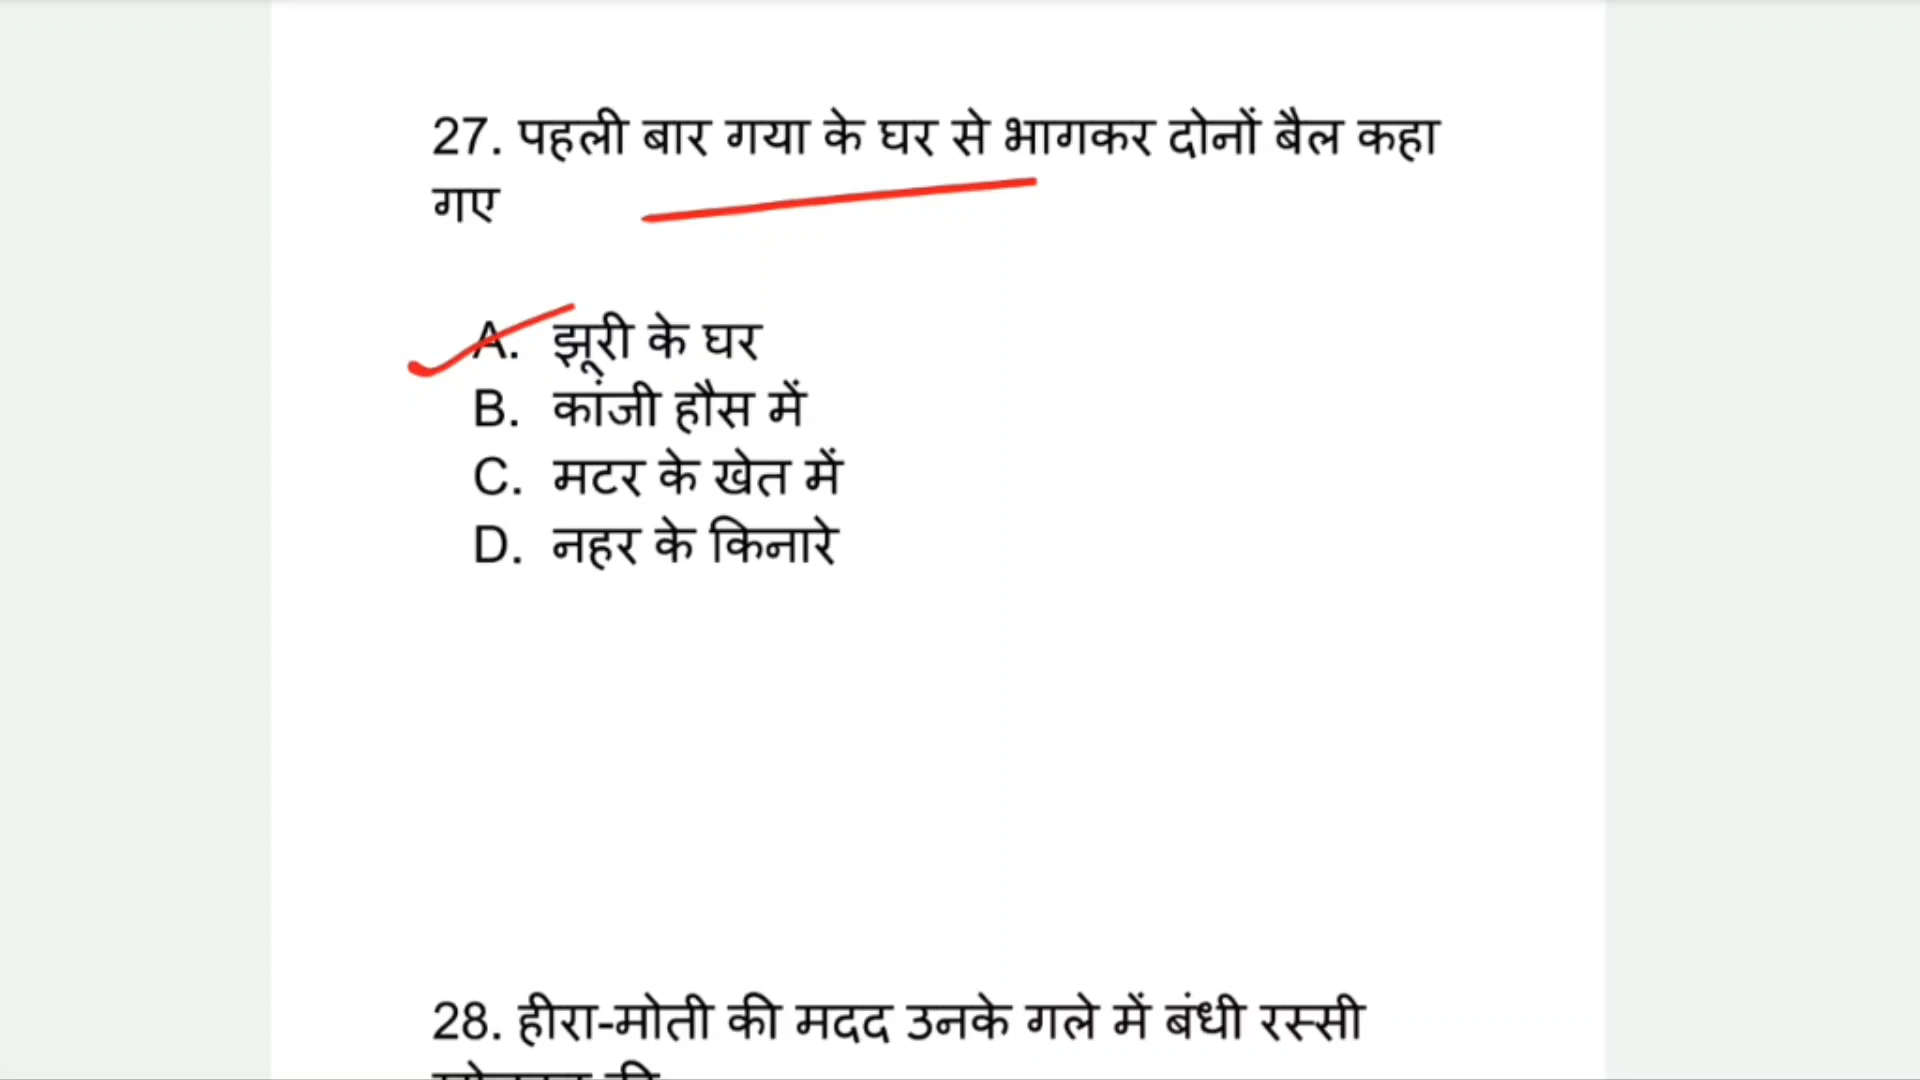 27. पहली बार गया के घर से भागकर दोनों बैल कहा
गए
A. झूरी के घर
B. कांजी हौस में
C. मटर के खेत में
D. नहर के किनारे
28. हीरा-मोती की मदद उनके गले में बंधी रस्सी